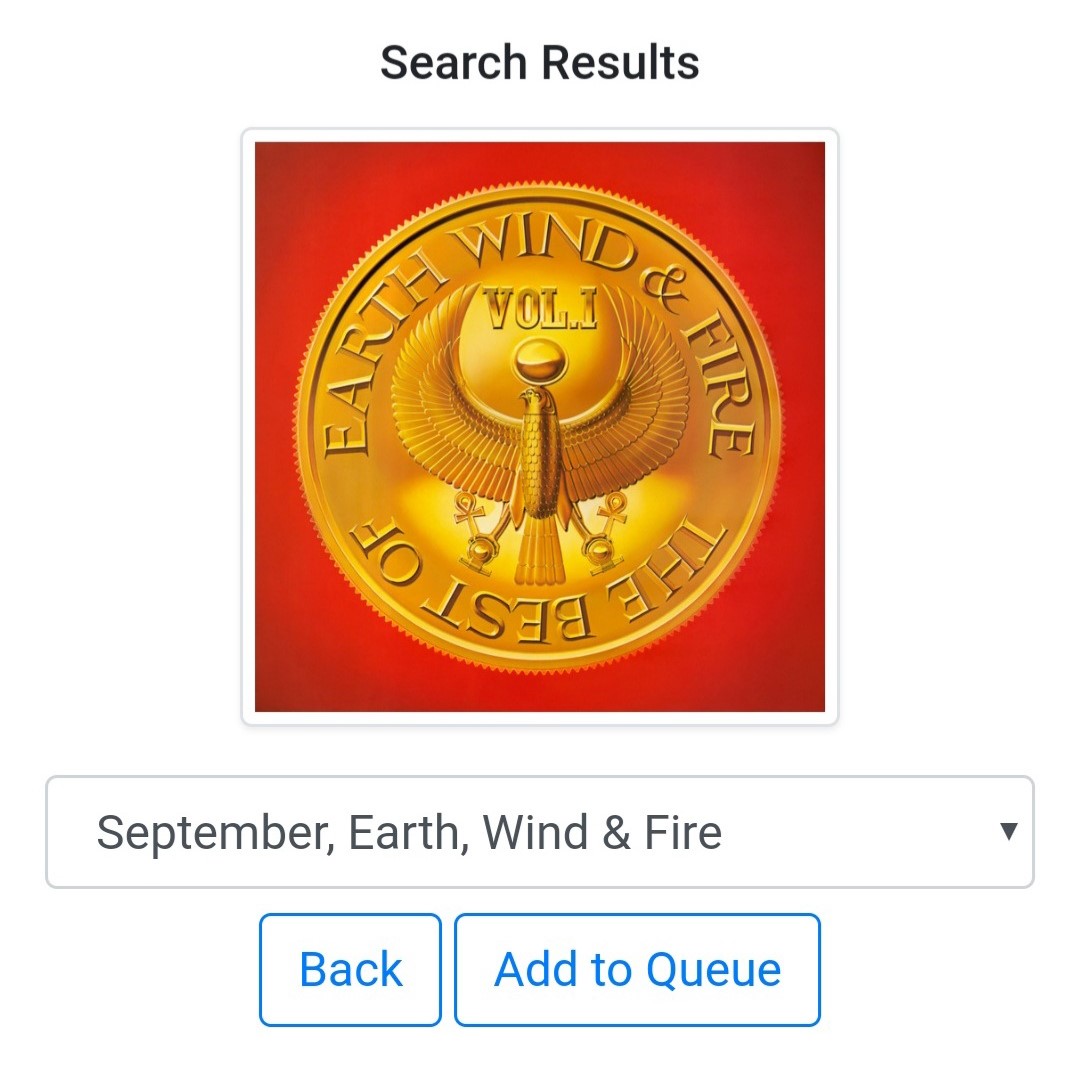 Search Results
EARTH WIND & FIRE
VOL.I
THE BEST OF
September, Earth, Wind & Fire
Back
Add to Queue